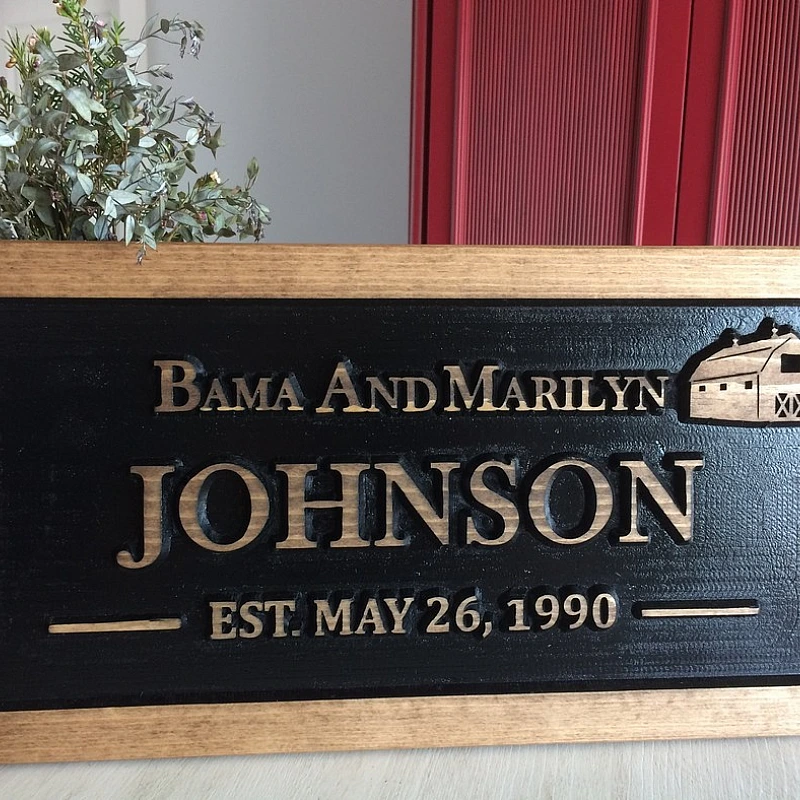 Bama And Marilyn
JOHNSON
EST. MAY 26, 1990